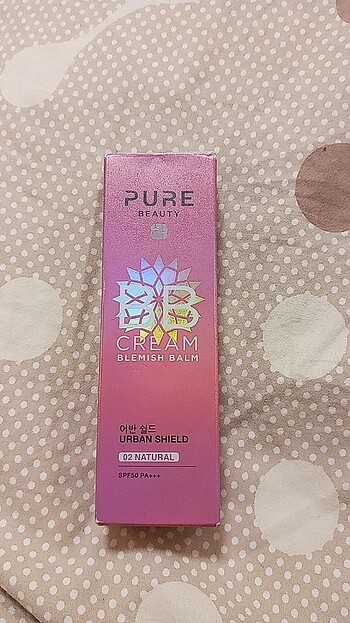 PURE
BEAUTY
BB
CREAM
BLEMISH BALM
어반 쉴드
URBAN SHIELD
02 NATURAL
SPF50 PA+++